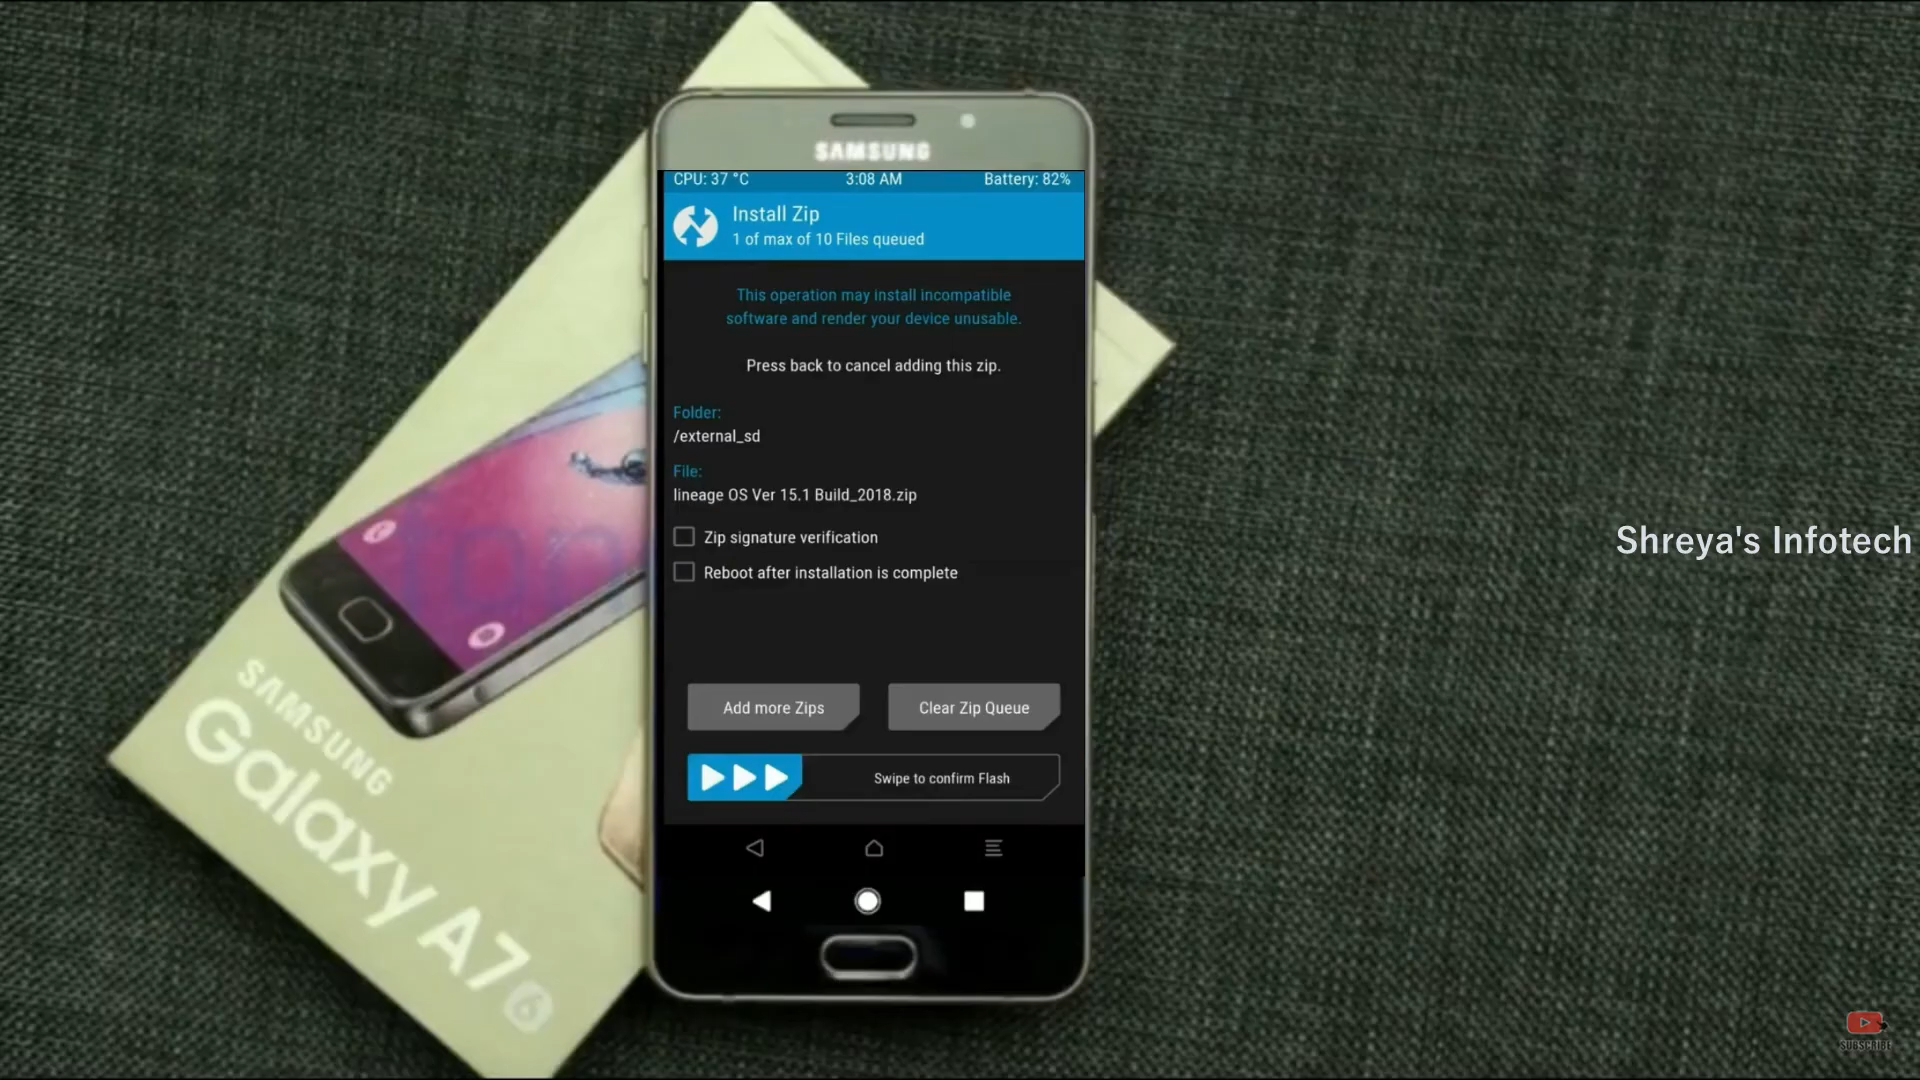 SAMSUNG
CPU: 37 °C 3:08 AM Battery: 82%
Install Zip
1 of max of 10 Files queued
This operation may install incompatible
software and render your device unusable.
Press back to cancel adding this zip.
Folder:
/external_sd
File:
lineage OS Ver 15.1 Build_2018.zip
Zip signature verification
Reboot after installation is complete
Add more Zips
Clear Zip Queue
Swipe to confirm Flash
Shreya's Infotech
SAMSUNG
Galaxy A7
6
SUBSCRIBE